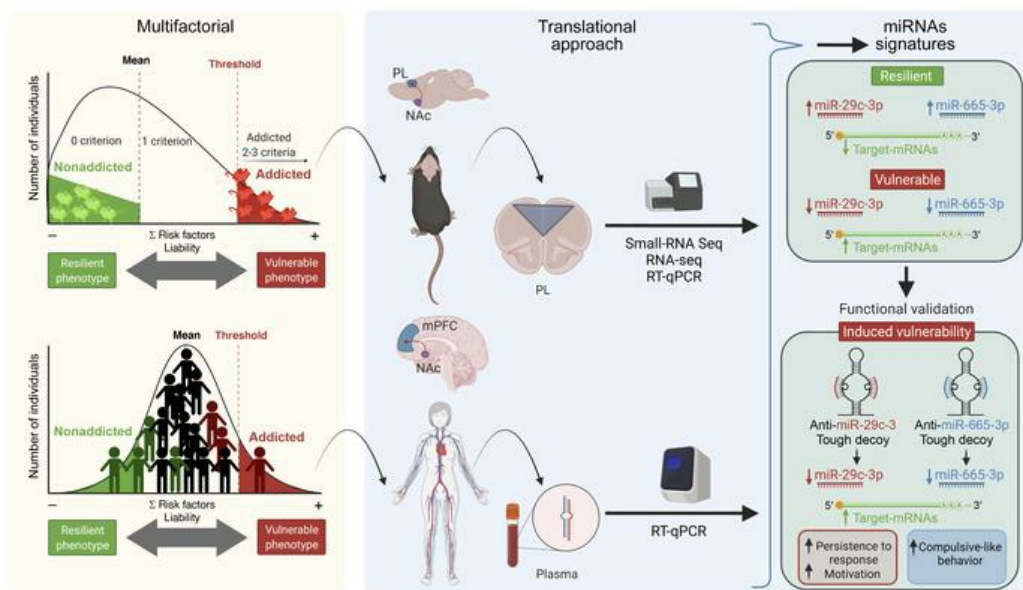 Multifactorial
Mean
Threshold
Number of individuals
0 criterion
1 criterion
Addicted
2-3 criteria
Nonaddicted
Addicted
–
Σ Risk factors
Liability
+
Resilient
phenotype
Vulnerable
phenotype
Mean
Threshold
Number of individuals
Nonaddicted
Addicted
–
Σ Risk factors
Liability
+
Resilient
phenotype
Vulnerable
phenotype
Translational
approach
PL
NAc
PL
Small-RNA Seq
RNA-seq
RT-qPCR
mPFC
NAc
Plasma
RT-qPCR
miRNAs
signatures
Resilient
↑miR-29c-3p ↑miR-665-3p
5' AAA 3'
↓Target-mRNAs
Vulnerable
↓miR-29c-3p ↓miR-665-3p
5' AAA 3'
↑Target-mRNAs
Functional validation
Induced vulnerability
Anti-miR-29c-3
Tough decoy
Anti-miR-665-3p
Tough decoy
↓miR-29c-3p ↓miR-665-3p
5' AAA 3'
↑Target-mRNAs
↑ Persistence to
response
↑ Motivation
↑Compulsive-like
behavior